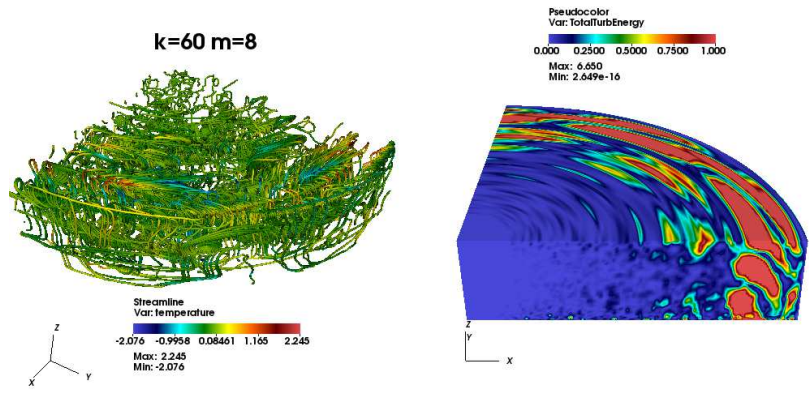 k=60 m=8
Streamline
Var: temperature
-2.076 -0.9958 0.08461 1.165 2.245
Max: 2.245
Min: -2.076
Z
X
Y
Pseudocolor
Var: TotalTurbEnergy
0.000 0.2500 0.5000 0.7500 1.000
Max: 6.650
Min: 2.649e-16
Z
Y
X